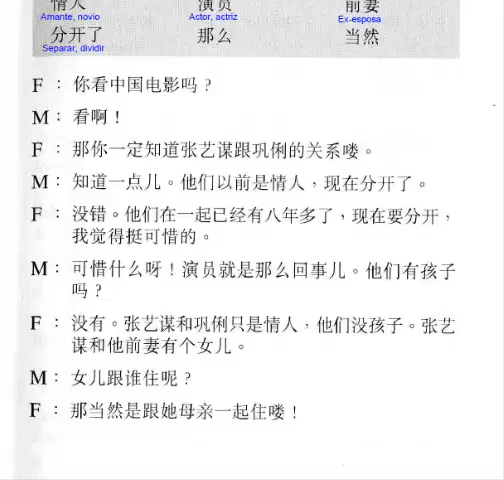 情人 演员 前妻
Amante, novio Actor, actriz Ex-esposa
分开了 那么 当然
Separar, dividir
F：你看中国电影吗？
M：看啊！
F：那你一定知道张艺谋跟巩俐的关系喽。
M：知道一点儿。他们以前是情人，现在分开了。
F：没错。他们在一起已经有八年多了，现在要分开，
我觉得挺可惜的。
M：可惜什么呀！演员就是那么回事儿。他们有孩子
吗？
F：没有。张艺谋和巩俐只是情人，他们没孩子。张艺
谋和他前妻有个女儿。
M：女儿跟谁住呢？
F：那当然是跟她母亲一起住喽！